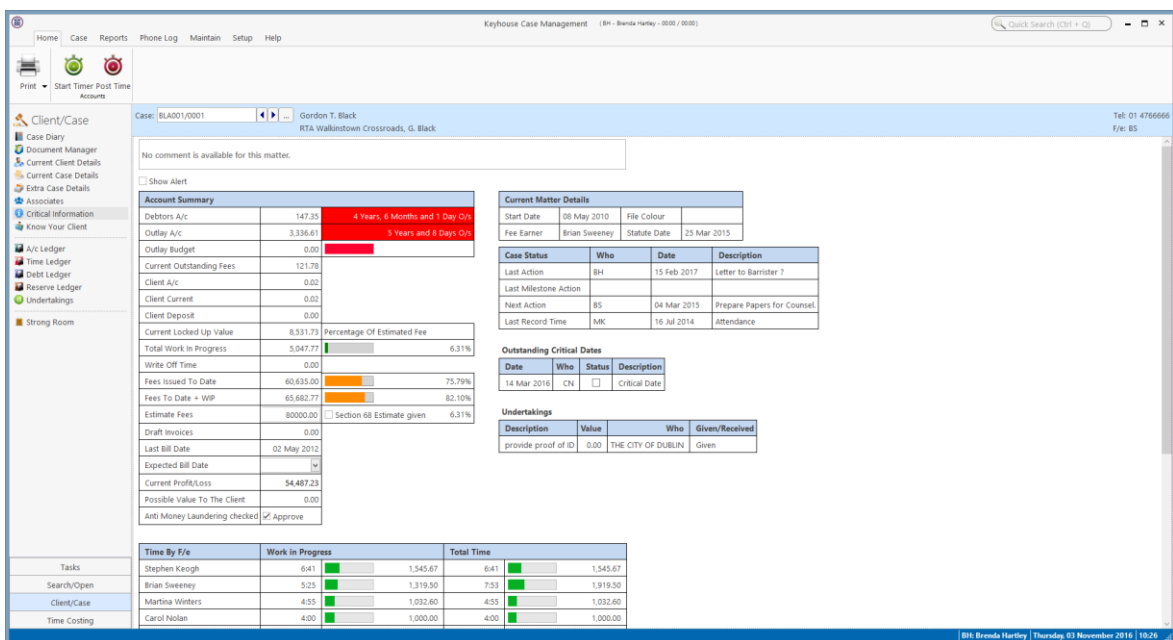 Keyhouse Case Management (BH - Brenda Hartley - 00:00 / 00:00)
Quick Search (Ctrl + Q)
Home Case Reports Phone Log Maintain Setup Help
Print Start Timer Post Time
Accounts
Client/Case
Case Diary
Document Manager
Current Client Details
Current Case Details
Extra Case Details
Associates
Critical Information
Know Your Client
A/c Ledger
Time Ledger
Debt Ledger
Reserve Ledger
Undertakings
Strong Room
Tasks
Search/Open
Client/Case
Time Costing
Case: BLA001/0001 ... Gordon T. Black Tel: 01 4766666
RTA Walkinstown Crossroads, G. Black F/e: BS
No comment is available for this matter.
Show Alert
Account Summary
Debtors A/c 147.35 4 Years, 6 Months and 1 Day O/s
Outlay A/c 3,336.61 5 Years and 8 Days O/s
Outlay Budget 0.00
Current Outstanding Fees 121.78
Client A/c 0.02
Client Current 0.02
Client Deposit 0.00
Current Locked Up Value 8,531.73 Percentage Of Estimated Fee
Total Work In Progress 5,047.77 6.31%
Write Off Time 0.00
Fees Issued To Date 60,635.00 75.79%
Fees To Date + WIP 65,682.77 82.10%
Estimate Fees 80000.00 Section 68 Estimate given 6.31%
Draft Invoices 0.00
Last Bill Date 02 May 2012
Expected Bill Date
Current Profit/Loss 54,487.23
Possible Value To The Client 0.00
Anti Money Laundering checked Approve
Current Matter Details
Start Date 08 May 2010 File Colour
Fee Earner Brian Sweeney Statute Date 25 Mar 2015
Case Status Who Date Description
Last Action BH 15 Feb 2017 Letter to Barrister ?
Last Milestone Action
Next Action BS 04 Mar 2015 Prepare Papers for Counsel.
Last Record Time MK 16 Jul 2014 Attendance
Outstanding Critical Dates
Date Who Status Description
14 Mar 2016 CN Critical Date
Undertakings
Description Value Who Given/Received
provide proof of ID 0.00 THE CITY OF DUBLIN Given
Time By F/e Work in Progress Total Time
Stephen Keogh 6:41 1,545.67 6:41 1,545.67
Brian Sweeney 5:25 1,319.50 7:53 1,919.50
Martina Winters 4:55 1,032.60 4:55 1,032.60
Carol Nolan 4:00 1,000.00 4:00 1,000.00
BH: Brenda Hartley Thursday, 03 November 2016 10:26